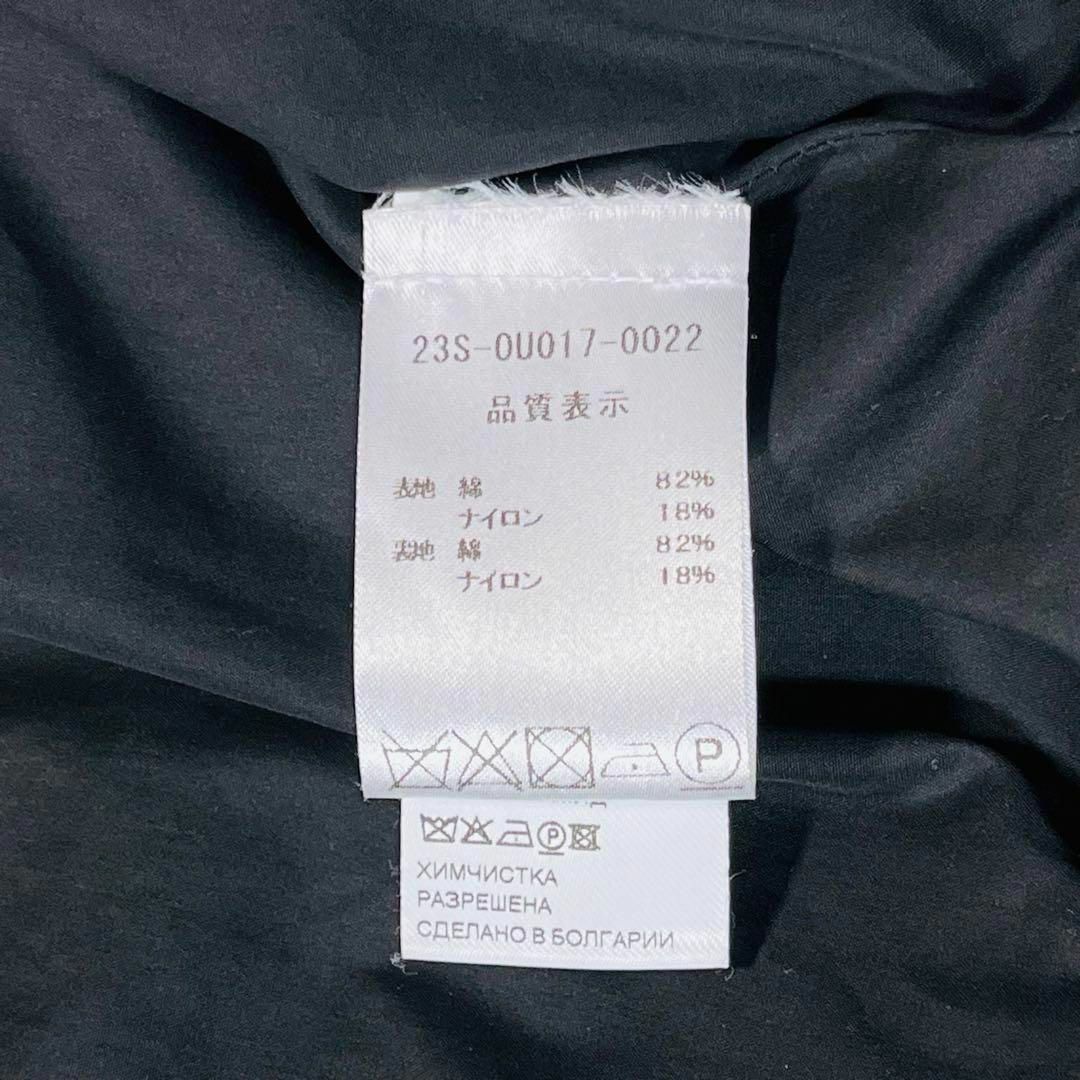 23S-0U017-0022
品質表示
表地 綿 82%
ナイロン 18%
裏地 綿 82%
ナイロン 18%
P
P
ХИМЧИСТКА
РАЗРЕШЕНА
СДЕЛАНО В БОЛГАРИИ